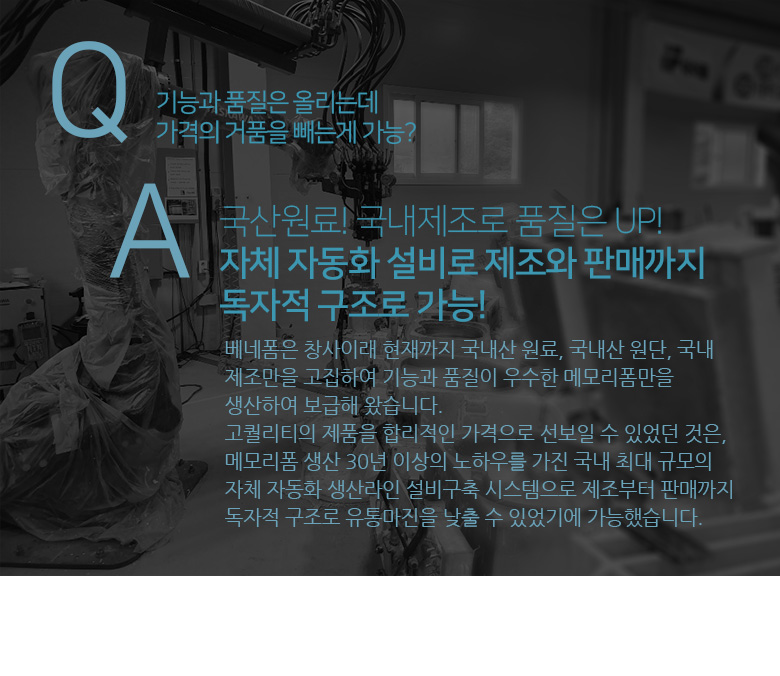 Q
기능과 품질은 올리는데
가격의 거품을 빼는게 가능?
A
국산원료! 국내제조로 품질은 UP!
자체 자동화 설비로 제조와 판매까지
독자적 구조로 가능!
베네폼은 창사이래 현재까지 국내산 원료, 국내산 원단, 국내
제조만을 고집하여 기능과 품질이 우수한 메모리폼만을
생산하여 보급해 왔습니다.
고퀄리티의 제품을 합리적인 가격으로 선보일 수 있었던 것은,
메모리폼 생산 30년 이상의 노하우를 가진 국내 최대 규모의
자체 자동화 생산라인 설비구축 시스템으로 제조부터 판매까지
독자적 구조로 유통마진을 낮출 수 있었기에 가능했습니다.